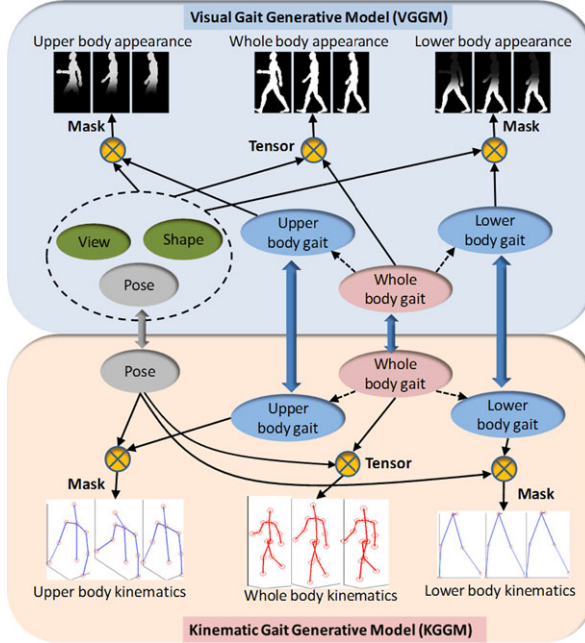 Visual Gait Generative Model (VGGM)
Upper body appearance
Whole body appearance
Lower body appearance
Mask
Tensor
Mask
View
Shape
Pose
Upper
body gait
Lower
body gait
Whole
body gait
Pose
Whole
body gait
Upper
body gait
Lower
body gait
Mask
Tensor
Mask
Upper body kinematics
Whole body kinematics
Lower body kinematics
Kinematic Gait Generative Model (KGGM)